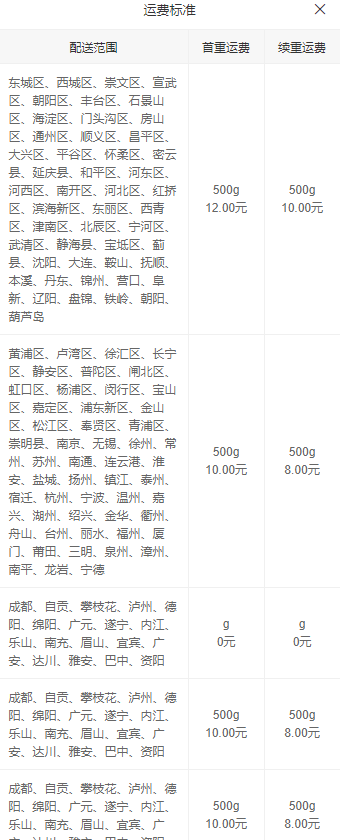 运费标准
配送范围 首重运费 续重运费
东城区、西城区、崇文区、宣武
区、朝阳区、丰台区、石景山
区、海淀区、门头沟区、房山
区、通州区、顺义区、昌平区、
大兴区、平谷区、怀柔区、密云
县、延庆县、和平区、河东区、
河西区、南开区、河北区、红挢
区、滨海新区、东丽区、西青
区、津南区、北辰区、宁河区、
武清区、静海县、宝坻区、蓟
县、沈阳、大连、鞍山、抚顺、
本溪、丹东、锦州、营口、阜
新、辽阳、盘锦、铁岭、朝阳、
葫芦岛
500g
12.00元
500g
10.00元
黄浦区、卢湾区、徐汇区、长宁
区、静安区、普陀区、闸北区、
虹口区、杨浦区、闵行区、宝山
区、嘉定区、浦东新区、金山
区、松江区、奉贤区、青浦区、
崇明县、南京、无锡、徐州、常
州、苏州、南通、连云港、淮
安、盐城、扬州、镇江、泰州、
宿迁、杭州、宁波、温州、嘉
兴、湖州、绍兴、金华、衢州、
舟山、台州、丽水、福州、厦
门、莆田、三明、泉州、漳州、
南平、龙岩、宁德
500g
10.00元
500g
8.00元
成都、自贡、攀枝花、泸州、德
阳、绵阳、广元、遂宁、内江、
乐山、南充、眉山、宜宾、广
安、达川、雅安、巴中、资阳
g
0元
g
0元
成都、自贡、攀枝花、泸州、德
阳、绵阳、广元、遂宁、内江、
乐山、南充、眉山、宜宾、广
安、达川、雅安、巴中、资阳
500g
10.00元
500g
8.00元
成都、自贡、攀枝花、泸州、德
阳、绵阳、广元、遂宁、内江、
乐山、南充、眉山、宜宾、广
500g
10.00元
500g
8.00元